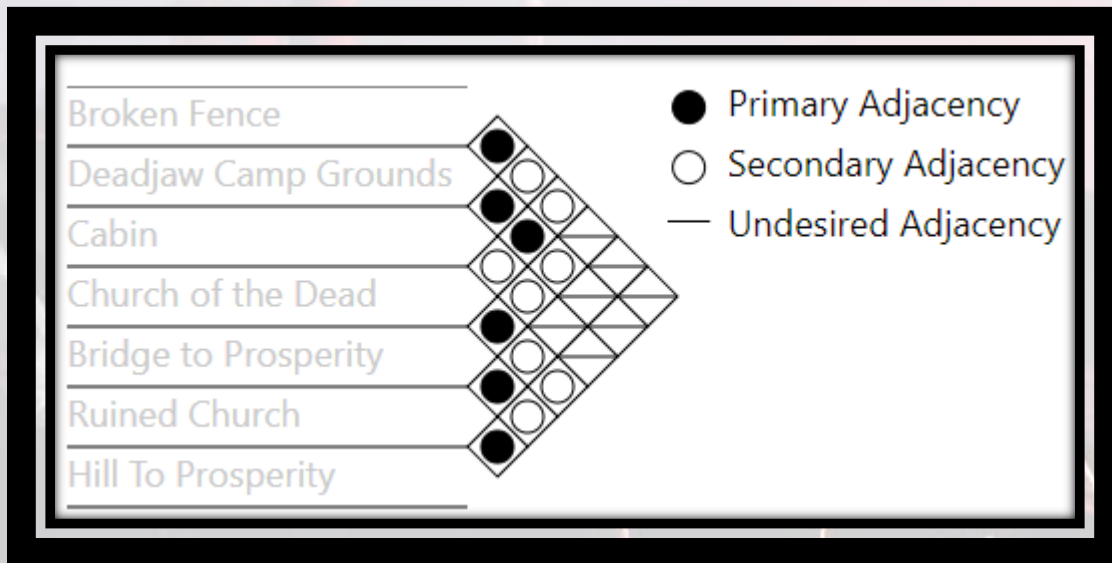 Broken Fence
Deadjaw Camp Grounds
Cabin
Church of the Dead
Bridge to Prosperity
Ruined Church
Hill To Prosperity
Primary Adjacency
Secondary Adjacency
Undesired Adjacency